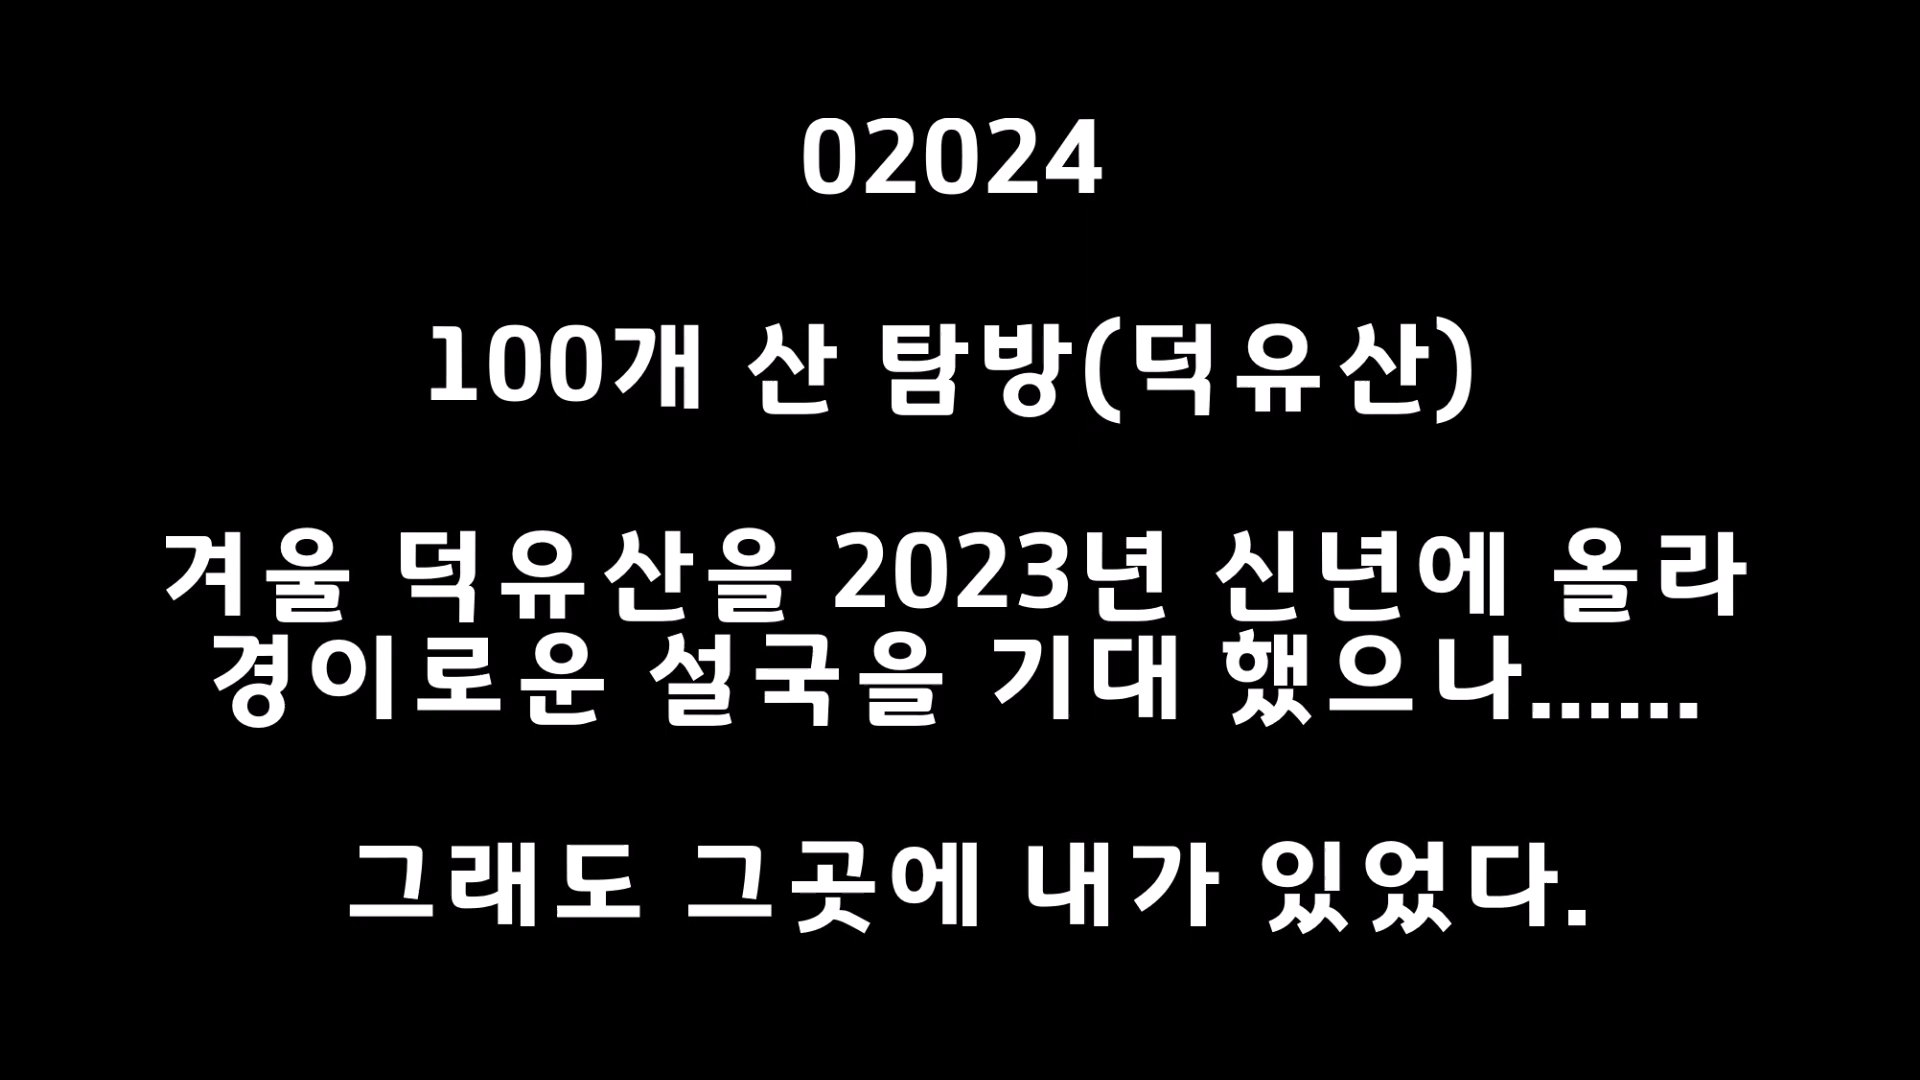 02024
100개 산 탐방(덕유산)
겨울 덕유산을 2023년 신년에 올라
경이로운 설국을 기대 했으나......
그래도 그곳에 내가 있었다.